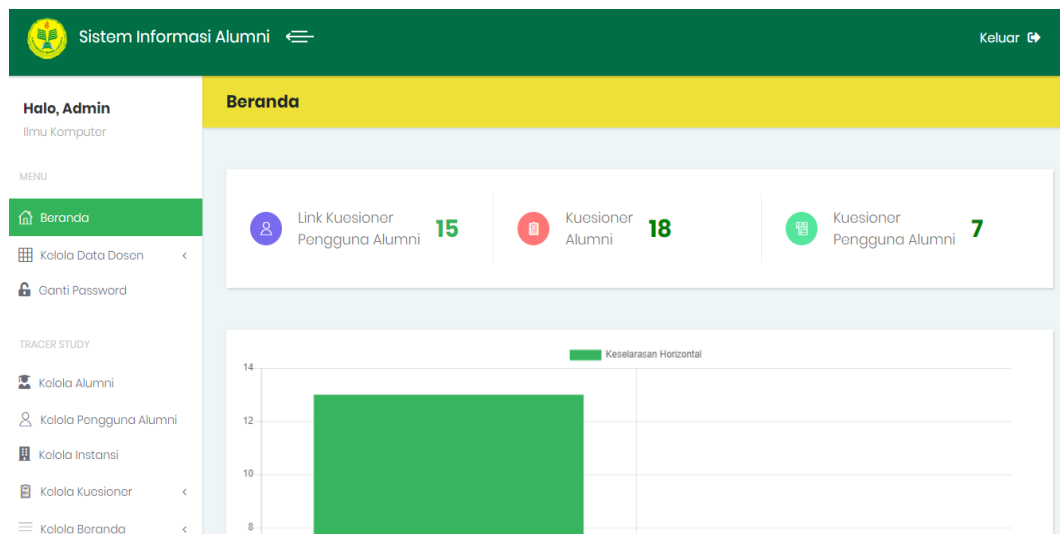 Sistem Informasi Alumni
Keluar
Halo, Admin
Ilmu Komputer
MENU
Beranda
Kelola Data Dosen
Ganti Password
TRACER STUDY
Kelola Alumni
Kelola Pengguna Alumni
Kelola Instansi
Kelola Kuesioner
Kelola Beranda
Beranda
Link Kuesioner
Pengguna Alumni
15
Kuesioner
Alumni
18
Kuesioner
Pengguna Alumni
7
Keselarasan Horizontal
14
12
10
8